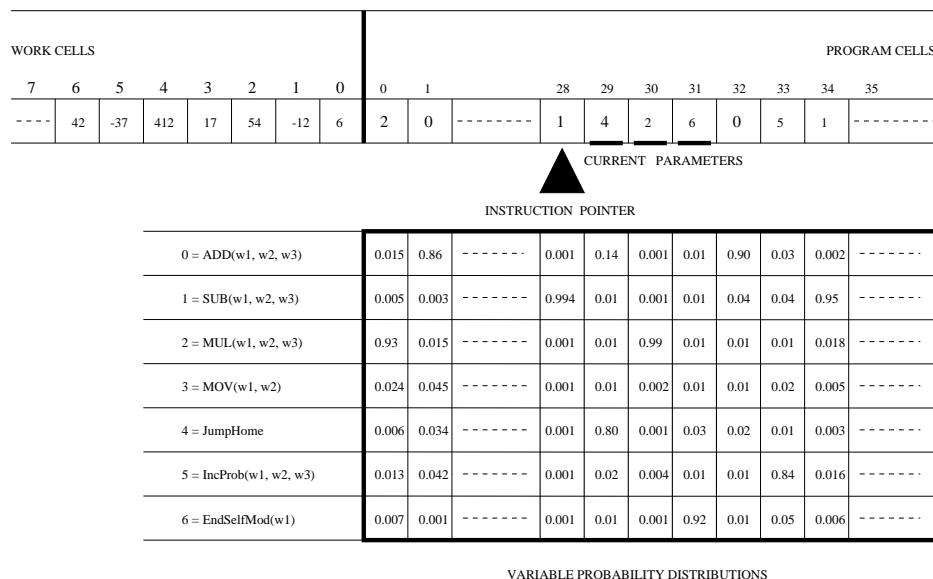 WORK CELLS PROGRAM CELLS
7 6 5 4 3 2 1 0 0 1 28 29 30 31 32 33 34 35
---- 42 -37 412 17 54 -12 6 2 0 -------- 1 4 2 6 0 5 1 --------
CURRENT PARAMETERS
INSTRUCTION POINTER
0 = ADD(w1, w2, w3) 0.015 0.86 ------- 0.001 0.14 0.001 0.01 0.90 0.03 0.002 -------
1 = SUB(w1, w2, w3) 0.005 0.003 ------- 0.994 0.01 0.001 0.01 0.04 0.04 0.95 -------
2 = MUL(w1, w2, w3) 0.93 0.015 ------- 0.001 0.01 0.99 0.01 0.01 0.01 0.018 -------
3 = MOV(w1, w2) 0.024 0.045 ------- 0.001 0.01 0.002 0.01 0.01 0.02 0.005 -------
4 = JumpHome 0.006 0.034 ------- 0.001 0.80 0.001 0.03 0.02 0.01 0.003 -------
5 = IncProb(w1, w2, w3) 0.013 0.042 ------- 0.001 0.02 0.004 0.01 0.01 0.84 0.016 -------
6 = EndSelfMod(w1) 0.007 0.001 ------- 0.001 0.01 0.001 0.92 0.01 0.05 0.006 -------
VARIABLE PROBABILITY DISTRIBUTIONS